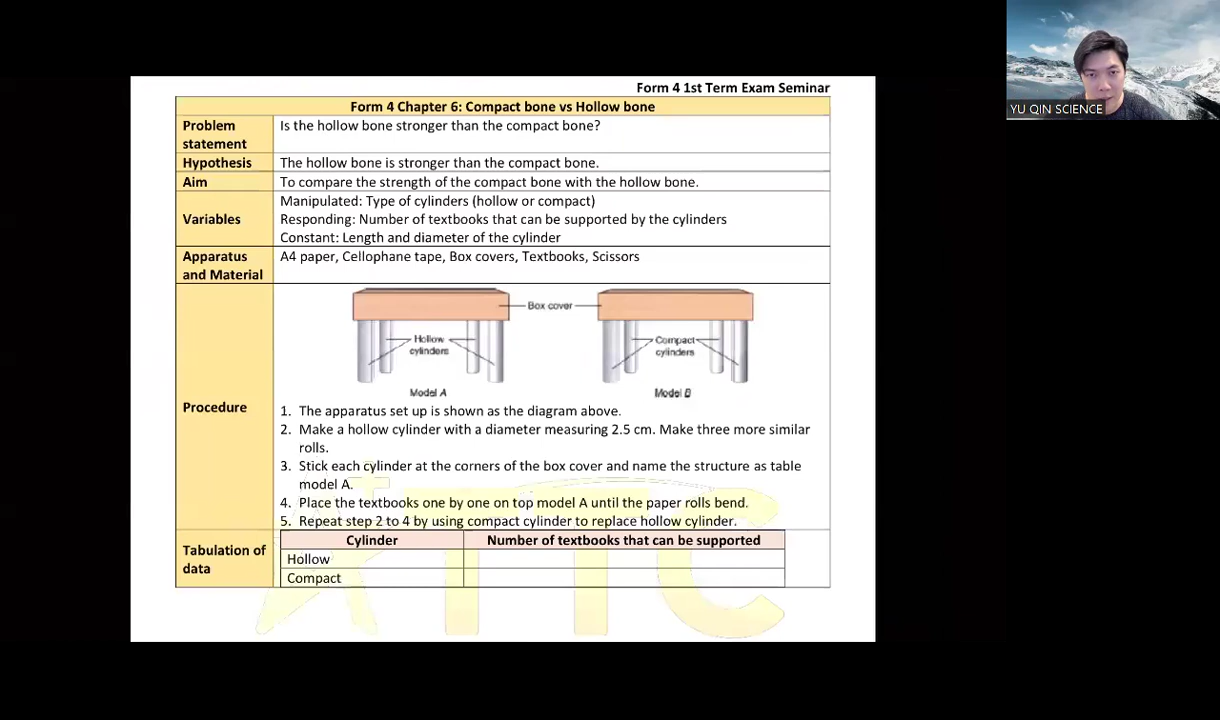 Form 4 1st Term Exam Seminar
YU QIN SCIENCE
Form 4 Chapter 6: Compact bone vs Hollow bone
Problem statement
Is the hollow bone stronger than the compact bone?
Hypothesis
The hollow bone is stronger than the compact bone.
Aim
To compare the strength of the compact bone with the hollow bone.
Variables
Manipulated: Type of cylinders (hollow or compact)
Responding: Number of textbooks that can be supported by the cylinders
Constant: Length and diameter of the cylinder
Apparatus and Material
A4 paper, Cellophane tape, Box covers, Textbooks, Scissors
Procedure
Box cover
Hollow cylinders
Compact cylinders
Model A
Model B
1. The apparatus set up is shown as the diagram above.
2. Make a hollow cylinder with a diameter measuring 2.5 cm. Make three more similar
rolls.
3. Stick each cylinder at the corners of the box cover and name the structure as table
model A.
4. Place the textbooks one by one on top model A until the paper rolls bend.
5. Repeat step 2 to 4 by using compact cylinder to replace hollow cylinder.
Tabulation of data
Cylinder
Number of textbooks that can be supported
Hollow
Compact
TTC